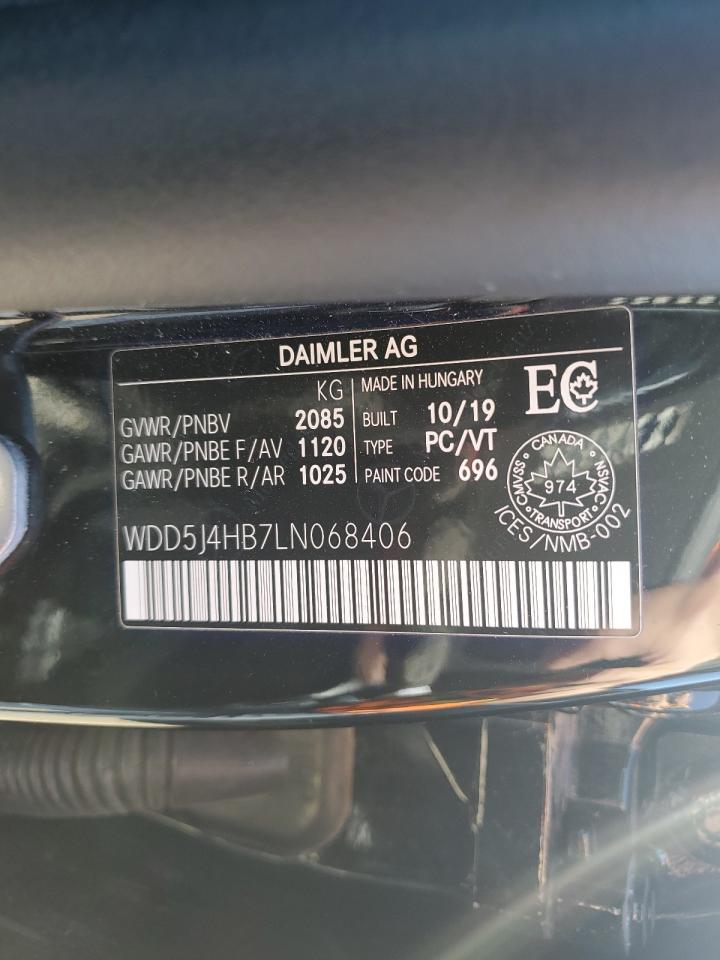 DAIMLER AG
KG
GVWR/PNBV 2085
GAWR/PNBE F/AV 1120
GAWR/PNBE R/AR 1025
MADE IN HUNGARY
BUILT 10/19
TYPE PC/VT
PAINT CODE 696
EC
CANADA
CMVSS NSVAC
974
TRANSPORT
ICES/NMB-002
WDD5J4HB7LN068406